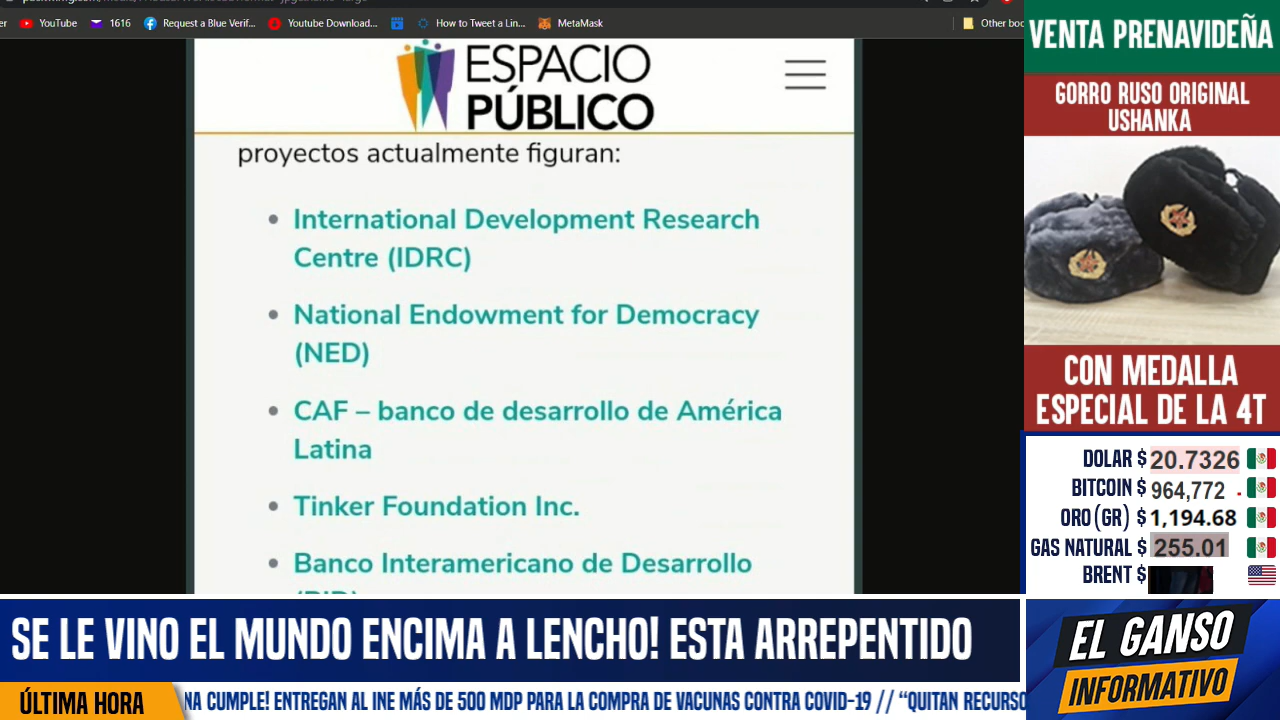 YouTube
1616
Request a Blue Verif...
Youtube Download...
How to Tweet a Lin...
MetaMask
Other boo
ESPACIO
PÚBLICO
proyectos actualmente figuran:
• International Development Research
Centre (IDRC)
• National Endowment for Democracy
(NED)
• CAF – banco de desarrollo de América
Latina
• Tinker Foundation Inc.
• Banco Interamericano de Desarrollo
VENTA PRENAVIDEÑA
GORRO RUSO ORIGINAL
USHANKA
CON MEDALLA
ESPECIAL DE LA 4T
DOLAR $ 20.7326
BITCOIN $ 964,772
ORO(GR) $ 1,194.68
GAS NATURAL $ 255.01
BRENT $
SE LE VINO EL MUNDO ENCIMA A LENCHO! ESTA ARREPENTIDO
EL GANSO
INFORMATIVO
ÚLTIMA HORA
NA CUMPLE! ENTREGAN AL INE MÁS DE 500 MDP PARA LA COMPRA DE VACUNAS CONTRA COVID-19 // “QUITAN RECURSO